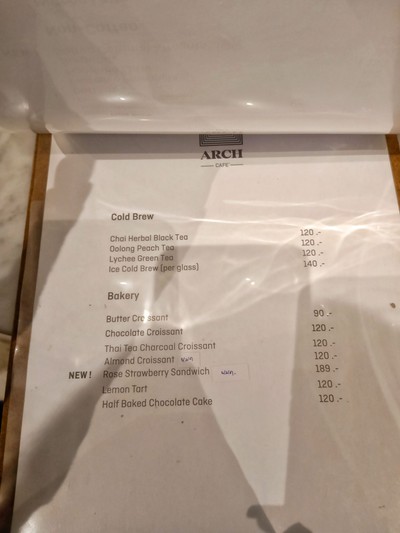 ARCH
CAFE
Cold Brew
Chai Herbal Black Tea 120.-
Oolong Peach Tea 120.-
Lychee Green Tea 120.-
Ice Cold Brew (per glass) 140.-
Bakery
Butter Croissant 90.-
Chocolate Croissant 120.-
Thai Tea Charcoal Croissant 120.-
Almond Croissant 120.-
NEW! Rose Strawberry Sandwich 189.-
Lemon Tart 120.-
Half Baked Chocolate Cake 120.-